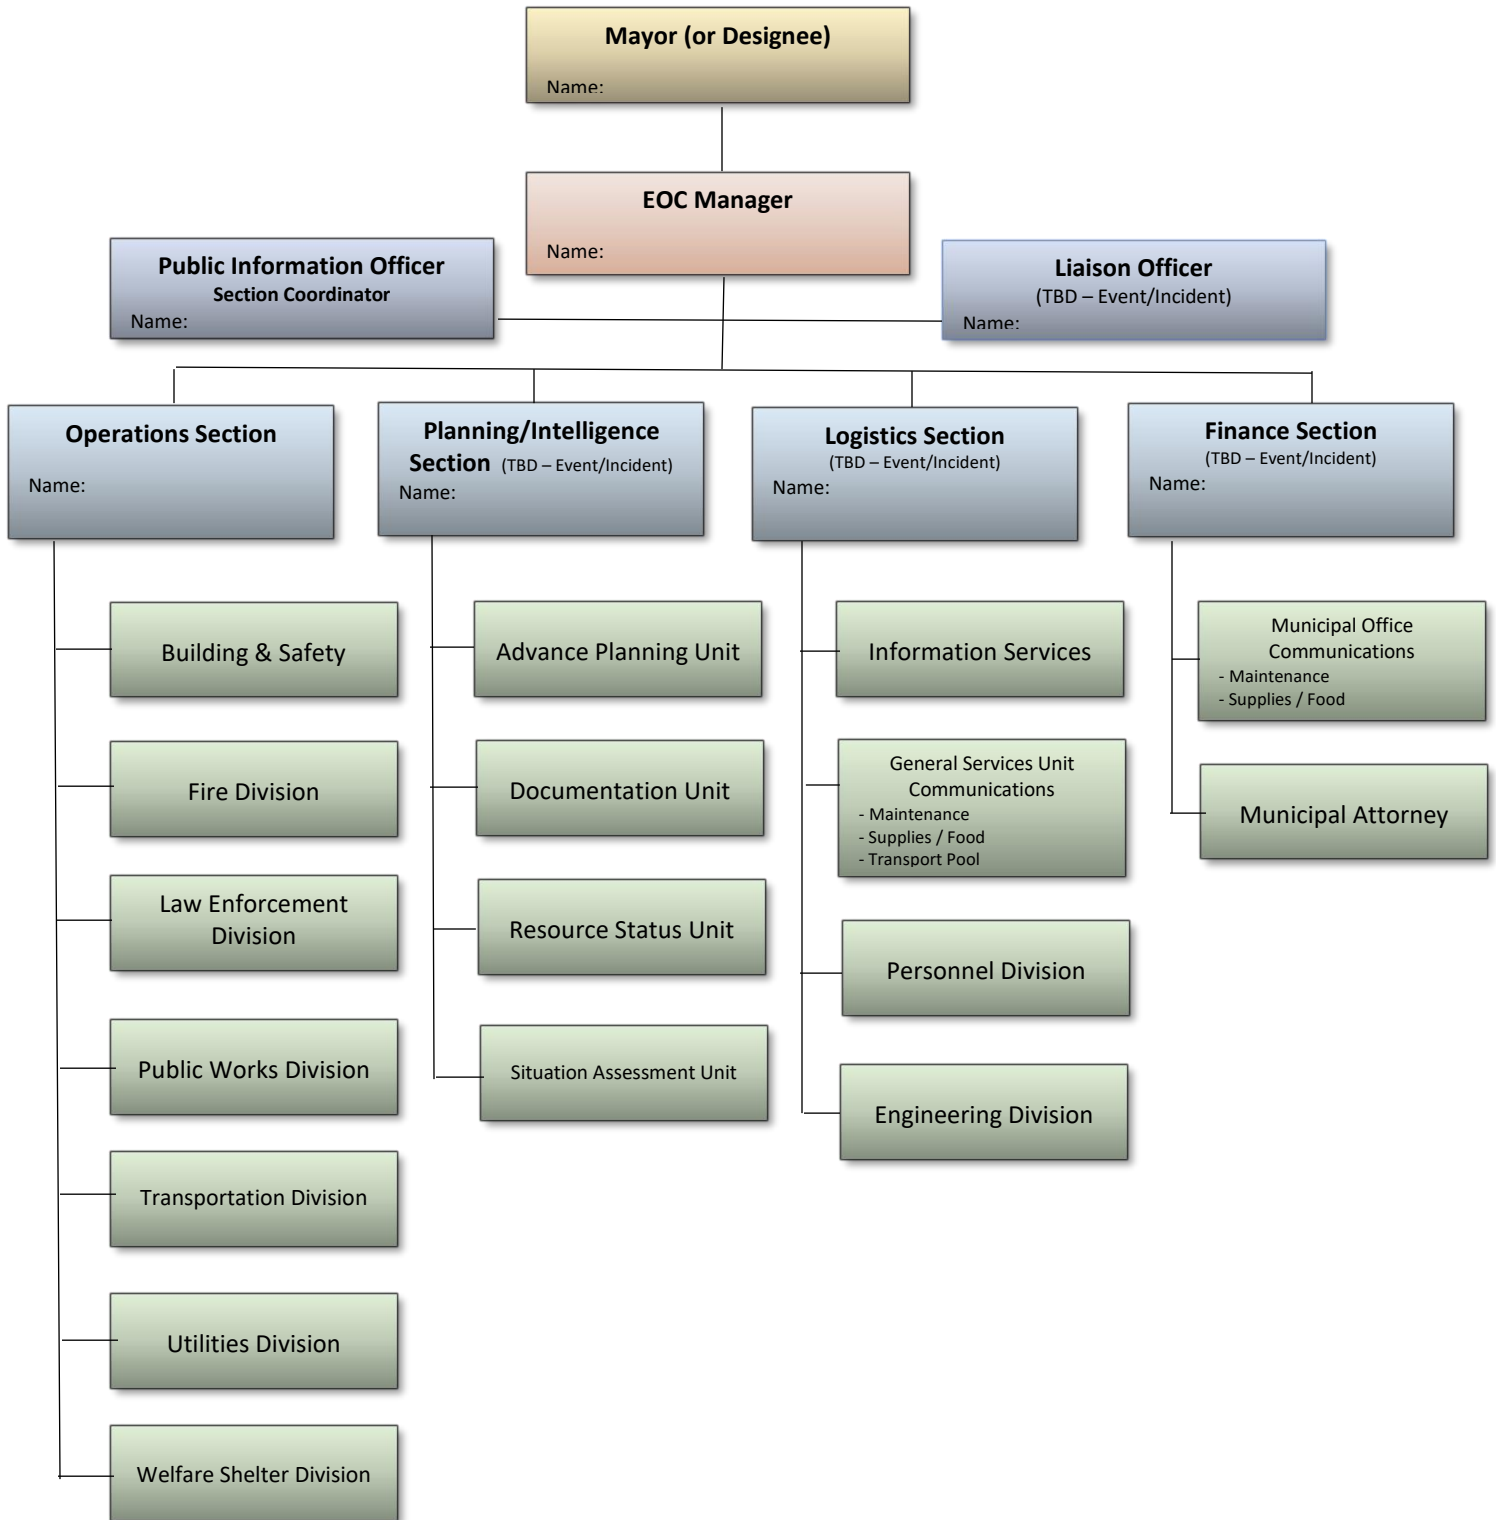 Mayor (or Designee)
Name:
EOC Manager
Name:
Public Information Officer
Section Coordinator
Name:
Liaison Officer
(TBD – Event/Incident)
Name:
Operations Section
Name:
Planning/Intelligence
Section (TBD – Event/Incident)
Name:
Logistics Section
(TBD – Event/Incident)
Name:
Finance Section
(TBD – Event/Incident)
Name:
Building & Safety
Fire Division
Law Enforcement
Division
Public Works Division
Transportation Division
Utilities Division
Welfare Shelter Division
Advance Planning Unit
Documentation Unit
Resource Status Unit
Situation Assessment Unit
Information Services
General Services Unit
Communications
- Maintenance
- Supplies / Food
- Transport Pool
Personnel Division
Engineering Division
Municipal Office
Communications
- Maintenance
- Supplies / Food
Municipal Attorney